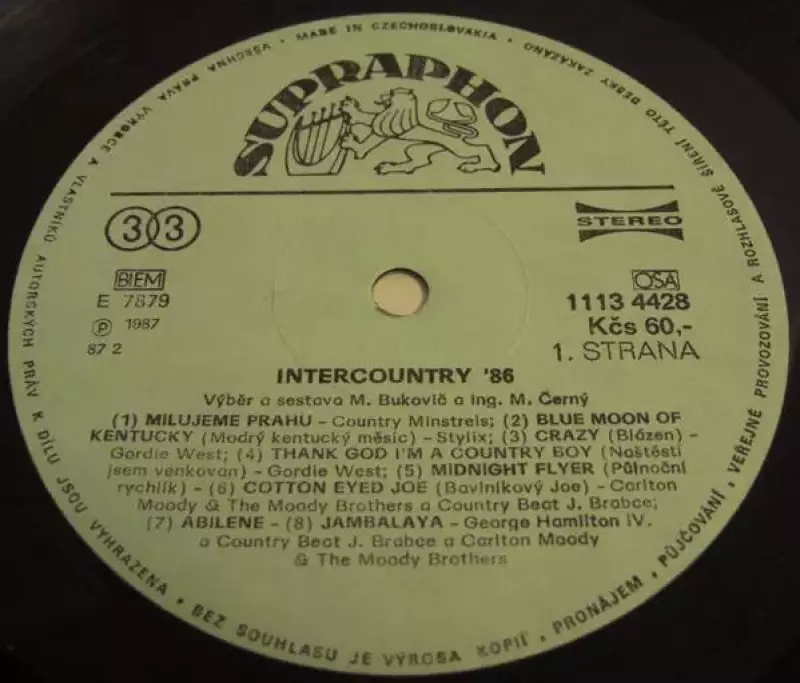 • MADE IN CZECHOSLOVAKIA •
SUPRAPHON
33
STEREO
BIEM
OSA
E 7879
1113 4428
Ⓟ 1987
Kčs 60,-
87 2
1. STRANA
INTERCOUNTRY '86
Výběr a sestava M. Bukovič a ing. M. Černý
(1) MILUJEME PRAHU – Country Minstrels; (2) BLUE MOON OF
KENTUCKY (Modrý kentucký měsíc) – Stylix; (3) CRAZY (Blázen) –
Gordie West; (4) THANK GOD I'M A COUNTRY BOY (Naštěstí
jsem venkovan) – Gordie West; (5) MIDNIGHT FLYER (Půlnoční
rychlík) – (6) COTTON EYED JOE (Bavlníkový Joe) – Carlton
Moody & The Moody Brothers a Country Beat J. Brabce;
(7) ABILENE – (8) JAMBALAYA – George Hamilton IV.
a Country Beat J. Brabce a Carlton Moody
& The Moody Brothers
VŠECHNA PRÁVA VÝROBCE A VLASTNÍKŮ AUTORSKÝCH PRÁV K DÍLU JSOU VYHRAZENA • BEZ SOUHLASU JE VÝROBA KOPIÍ, PRONÁJEM, PŮJČOVÁNÍ, VEŘEJNÉ PROVOZOVÁNÍ A ROZHLASOVÉ ŠÍŘENÍ TÉTO DESKY ZAKÁZÁNO